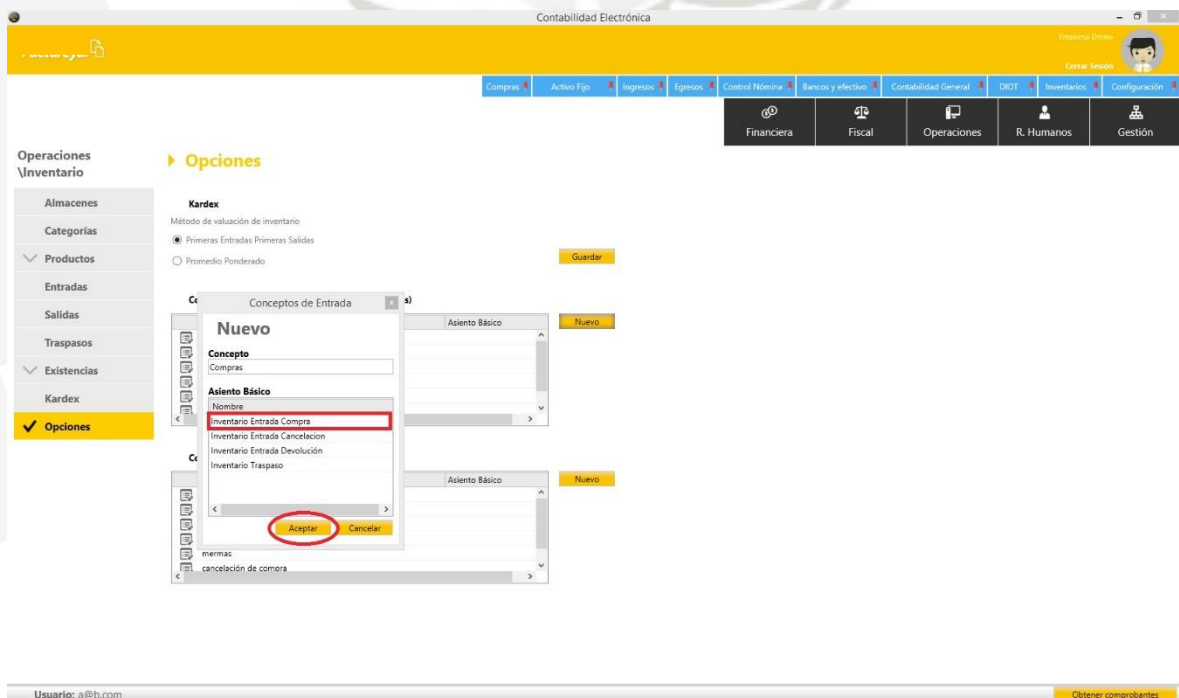 Contabilidad Electrónica
Empresa Demo
Cerrar Sesión
Compras
Activo Fijo
Ingresos
Egresos
Control Nómina
Bancos y efectivo
Contabilidad General
DIOT
Inventarios
Configuración
Financiera
Fiscal
Operaciones
R. Humanos
Gestión
Operaciones
\Inventario
Almacenes
Categorías
Productos
Entradas
Salidas
Traspasos
Existencias
Kardex
Opciones
Opciones
Kardex
Método de valuación de inventario
Primeras Entradas Primeras Salidas
Promedio Ponderado
Guardar
Asiento Básico
Nuevo
Conceptos de Entrada
Nuevo
Concepto
Compras
Asiento Básico
Nombre
Inventario Entrada Compra
Inventario Entrada Cancelacion
Inventario Entrada Devolución
Inventario Traspaso
Aceptar
Cancelar
Asiento Básico
Nuevo
mermas
cancelación de compra
Usuario: a@b.com
Obtener comprobantes